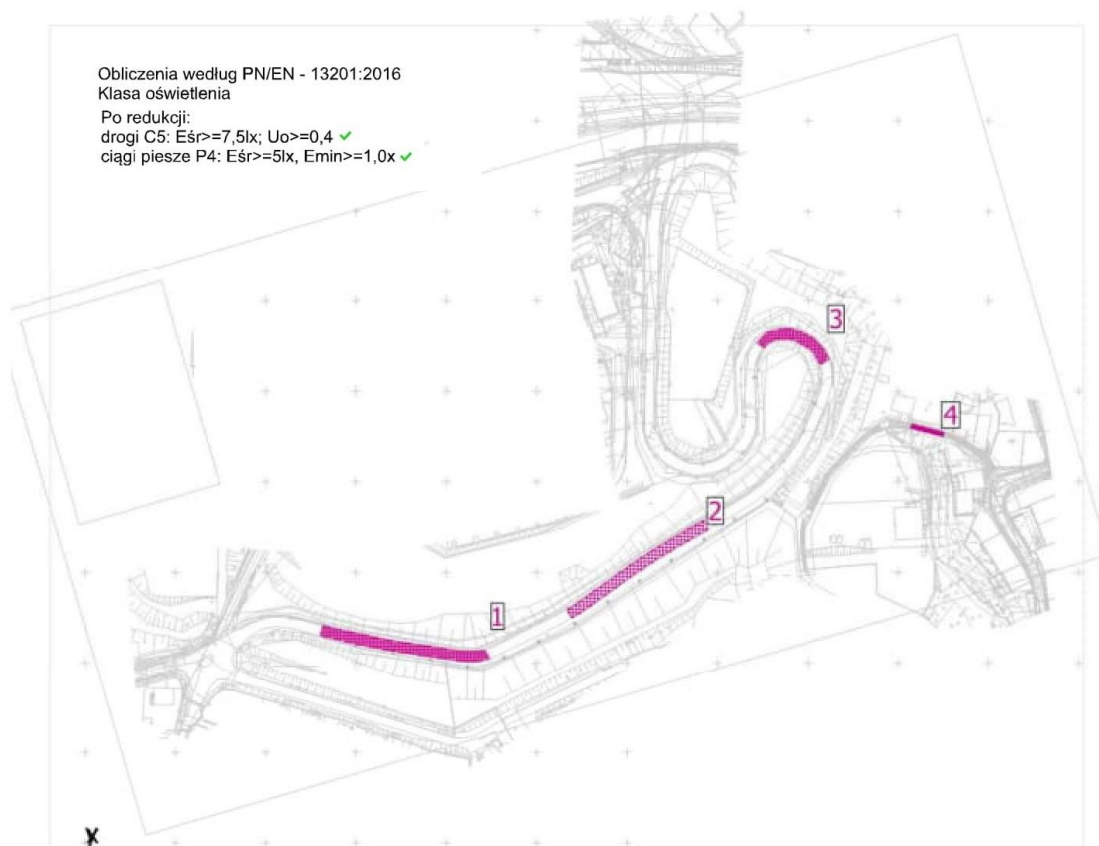 Obliczenia według PN/EN - 13201:2016
Klasa oświetlenia
Po redukcji:
drogi C5: Eśr>=7,5lx; Uo>=0,4 ✓
ciągi piesze P4: Eśr>=5lx, Emin>=1,0x ✓
3
4
2
1
X